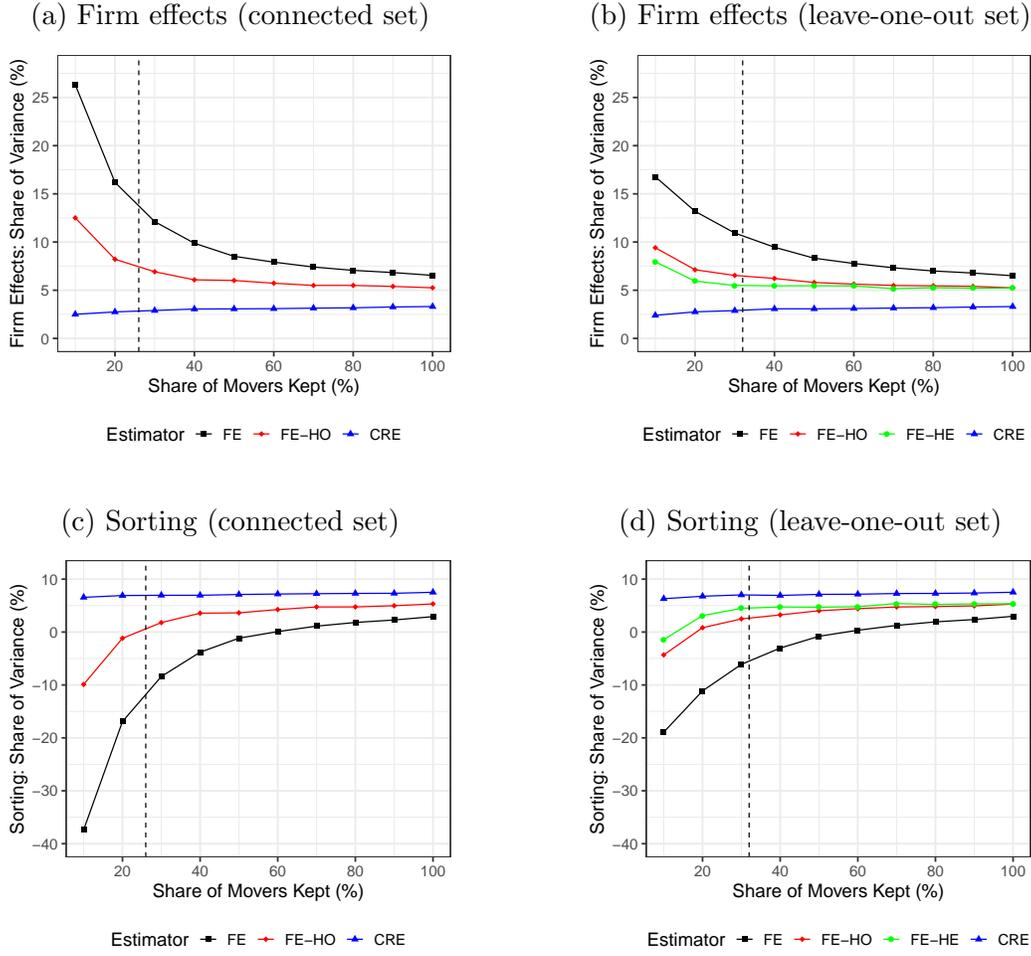 (a) Firm effects (connected set)
Firm Effects: Share of Variance (%)
25
20
15
10
5
0
20 40 60 80 100
Share of Movers Kept (%)
Estimator FE FE−HO CRE
(b) Firm effects (leave-one-out set)
Firm Effects: Share of Variance (%)
25
20
15
10
5
0
20 40 60 80 100
Share of Movers Kept (%)
Estimator FE FE−HO FE−HE CRE
(c) Sorting (connected set)
Sorting: Share of Variance (%)
10
0
−10
−20
−30
−40
20 40 60 80 100
Share of Movers Kept (%)
Estimator FE FE−HO CRE
(d) Sorting (leave-one-out set)
Sorting: Share of Variance (%)
10
0
−10
−20
−30
−40
20 40 60 80 100
Share of Movers Kept (%)
Estimator FE FE−HO FE−HE CRE